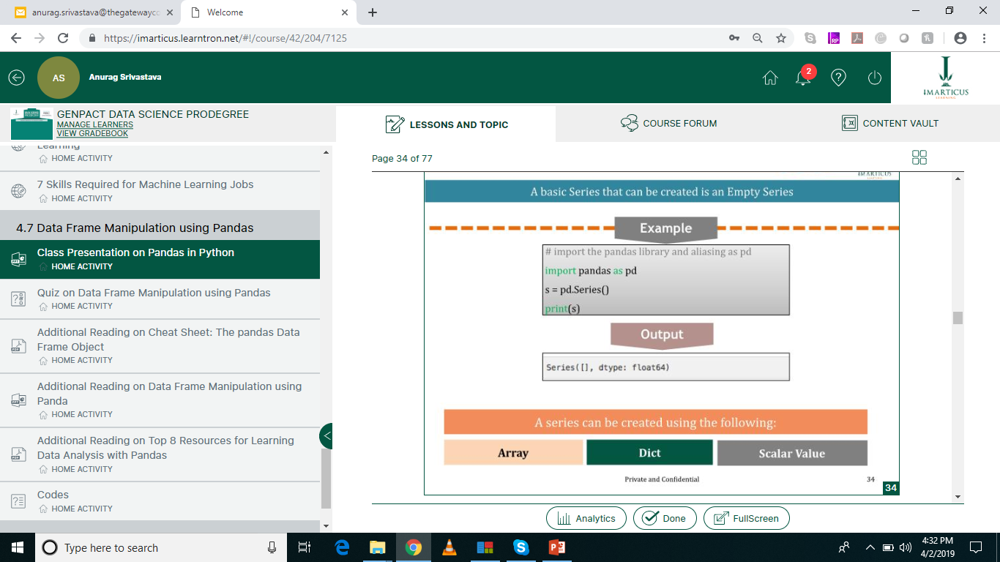 anurag.srivastava@thegatewayco
Welcome
https://imarticus.learntron.net/#!/course/42/204/7125
AS
Anurag Srivastava
2
IMARTICUS
LEARNING
GENPACT DATA SCIENCE PRODEGREE
MANAGE LEARNERS
VIEW GRADEBOOK
LESSONS AND TOPIC
COURSE FORUM
CONTENT VAULT
Learning
HOME ACTIVITY
7 Skills Required for Machine Learning Jobs
HOME ACTIVITY
4.7 Data Frame Manipulation using Pandas
Class Presentation on Pandas in Python
HOME ACTIVITY
Quiz on Data Frame Manipulation using Pandas
HOME ACTIVITY
Additional Reading on Cheat Sheet: The pandas Data
Frame Object
HOME ACTIVITY
Additional Reading on Data Frame Manipulation using
Panda
HOME ACTIVITY
Additional Reading on Top 8 Resources for Learning
Data Analysis with Pandas
HOME ACTIVITY
Codes
HOME ACTIVITY
Page 34 of 77
IMARTICUS
A basic Series that can be created is an Empty Series
Example
# import the pandas library and aliasing as pd
import pandas as pd
s = pd.Series()
print(s)
Output
Series([], dtype: float64)
A series can be created using the following:
Array
Dict
Scalar Value
Private and Confidential
34
34
Analytics
Done
FullScreen
Type here to search
4:32 PM
4/2/2019